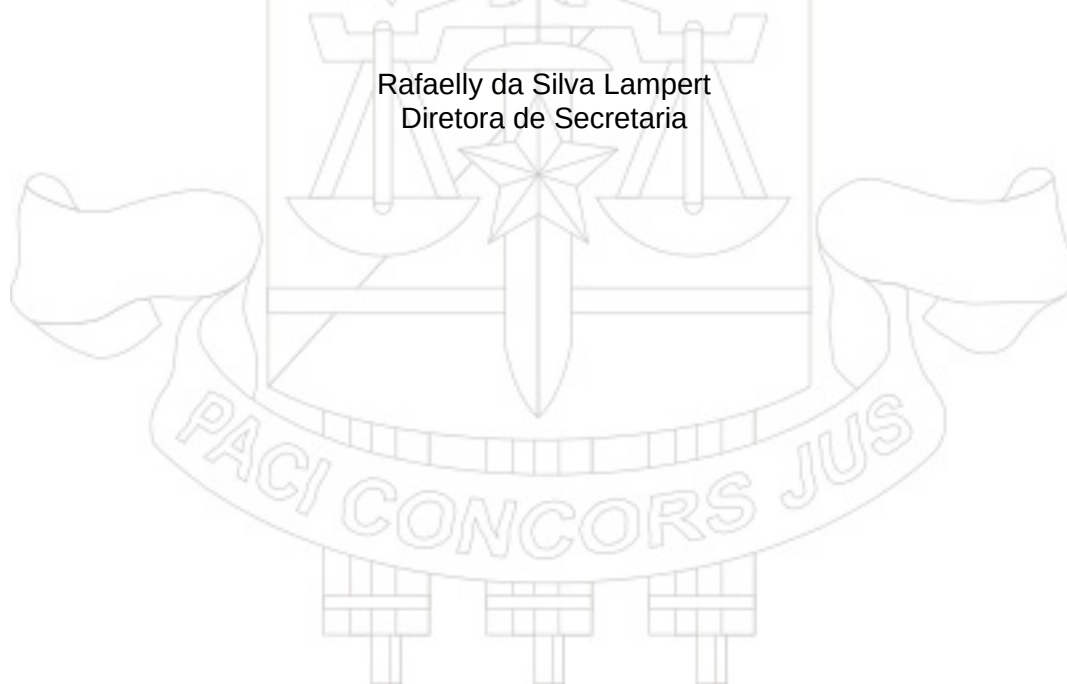 Rafaelly da Silva Lampert
Diretora de Secretaria
PACI CONCORS JUS